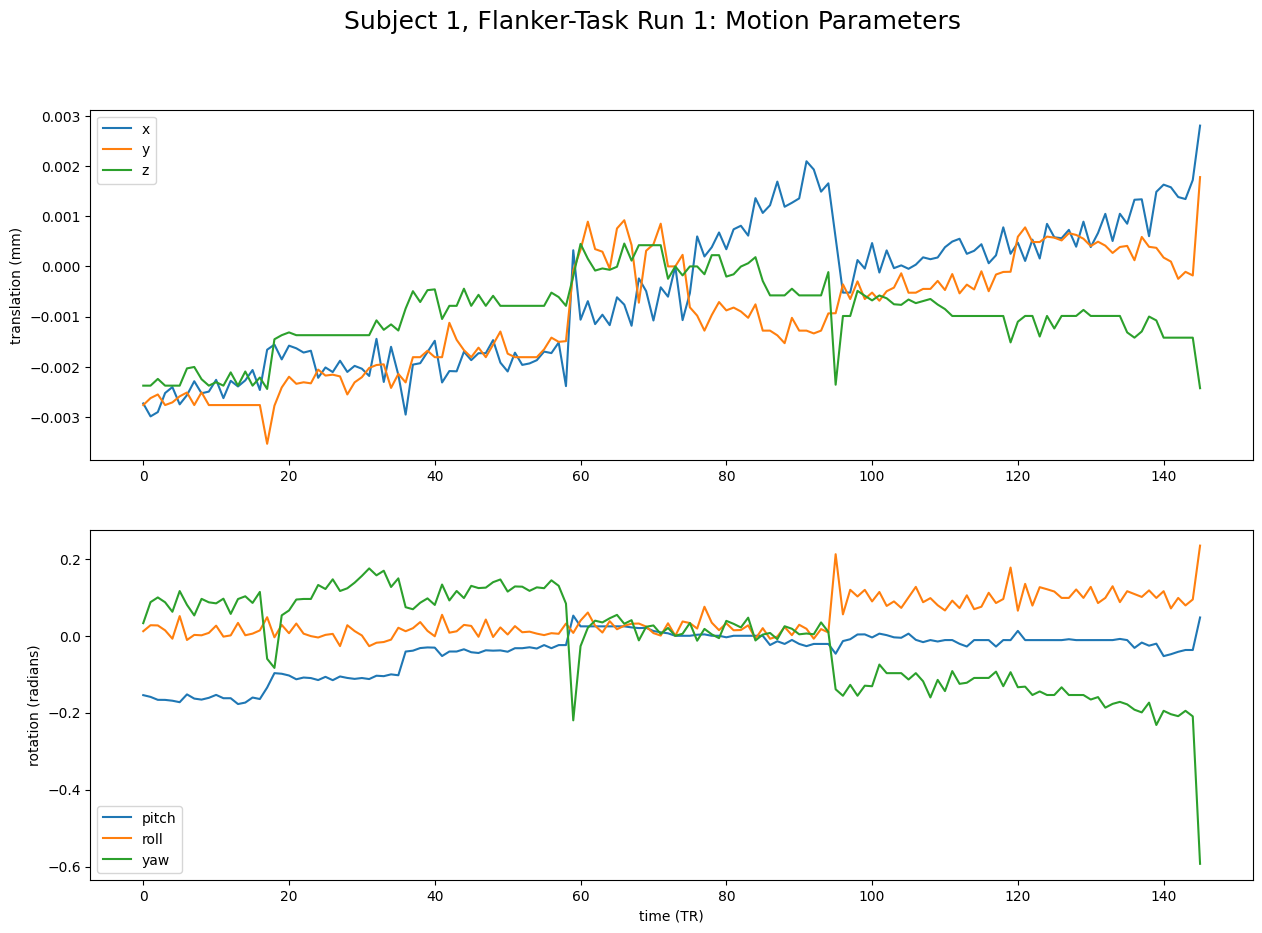 Subject 1, Flanker-Task Run 1: Motion Parameters
0.003
0.002
0.001
0.000
−0.001
−0.002
−0.003
translation (mm)
x
y
z
0 20 40 60 80 100 120 140
0.2
0.0
−0.2
−0.4
−0.6
rotation (radians)
pitch
roll
yaw
0 20 40 60 80 100 120 140
time (TR)